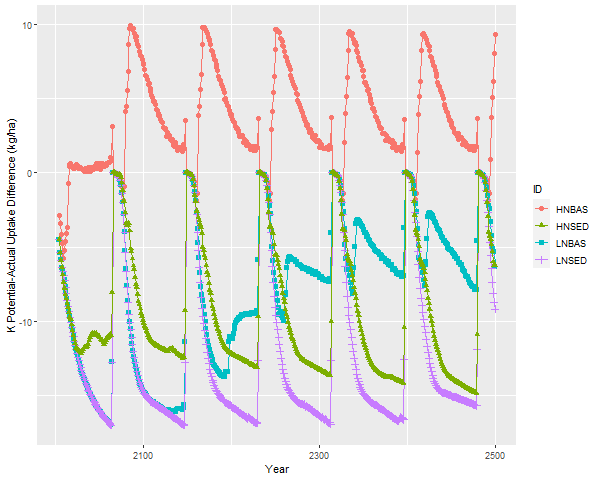 K Potential-Actual Uptake Difference (kg/ha)
10
0
-10
2100
2300
2500
Year
ID
HNBAS
HNSED
LNBAS
LNSED